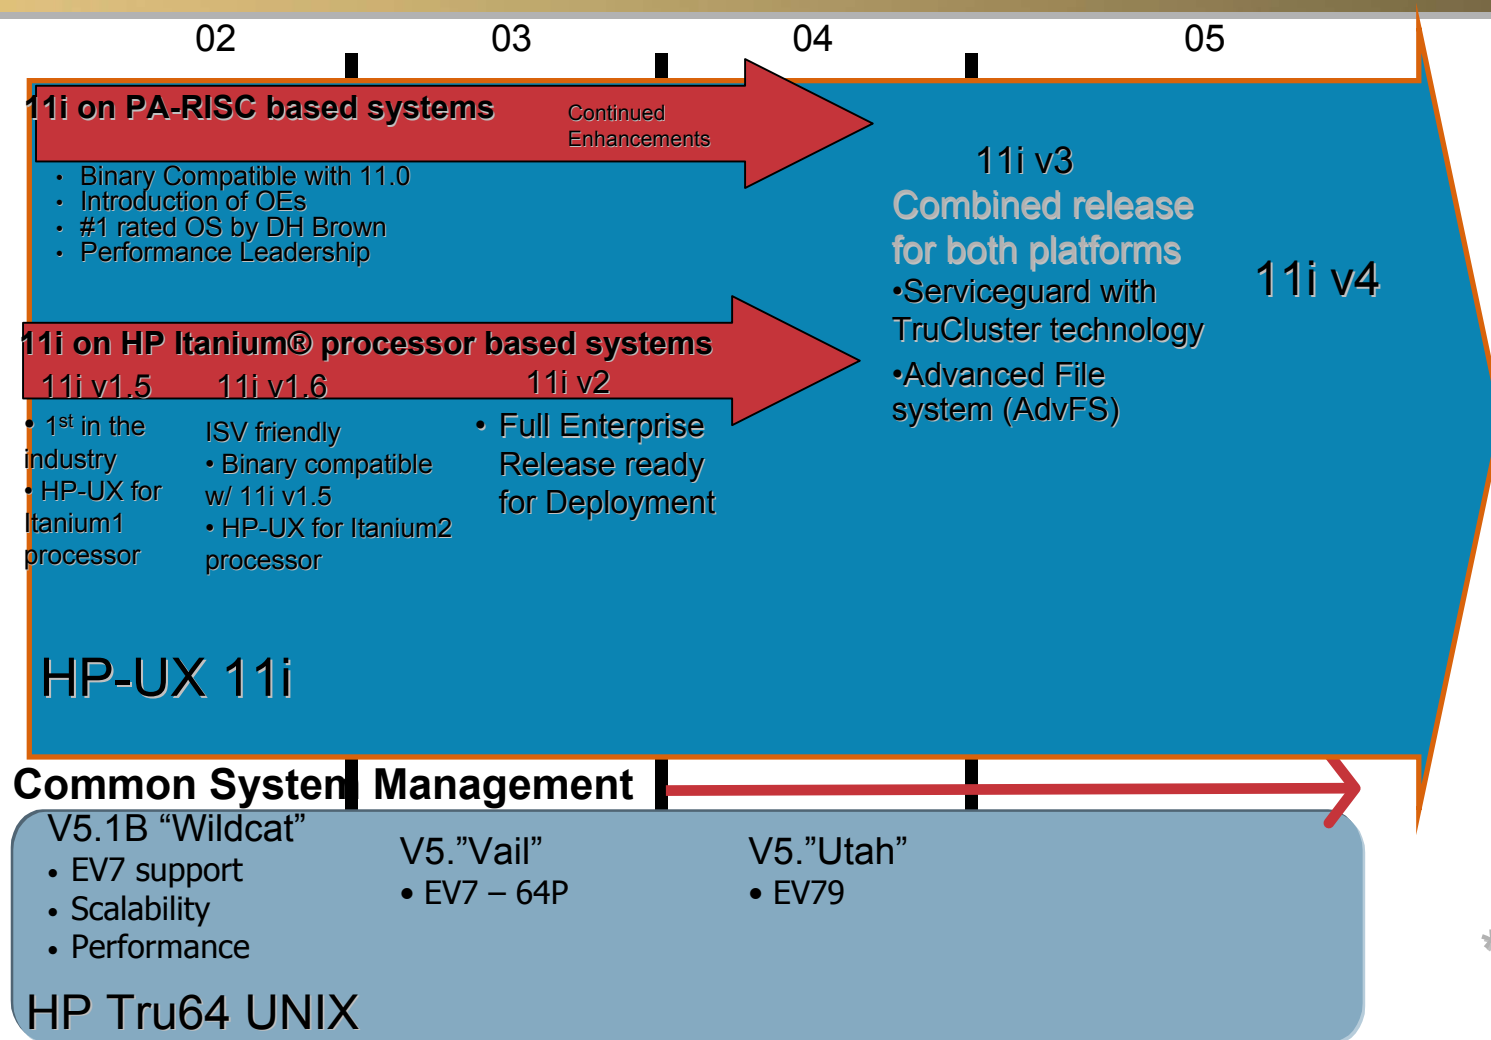 02 03 04 05
11i on PA-RISC based systems
Continued
Enhancements
• Binary Compatible with 11.0
• Introduction of OEs
• #1 rated OS by DH Brown
• Performance Leadership
11i on HP Itanium® processor based systems
11i v1.5 11i v1.6 11i v2
• 1st in the
industry
• HP-UX for
Itanium1
processor
ISV friendly
• Binary compatible
w/ 11i v1.5
• HP-UX for Itanium2
processor
• Full Enterprise
Release ready
for Deployment
11i v3
Combined release
for both platforms
•Serviceguard with
TruCluster technology
•Advanced File
system (AdvFS)
11i v4
HP-UX 11i
Common System Management
V5.1B “Wildcat”
• EV7 support
• Scalability
• Performance
V5.”Vail”
• EV7 – 64P
V5.”Utah”
• EV79
HP Tru64 UNIX
*